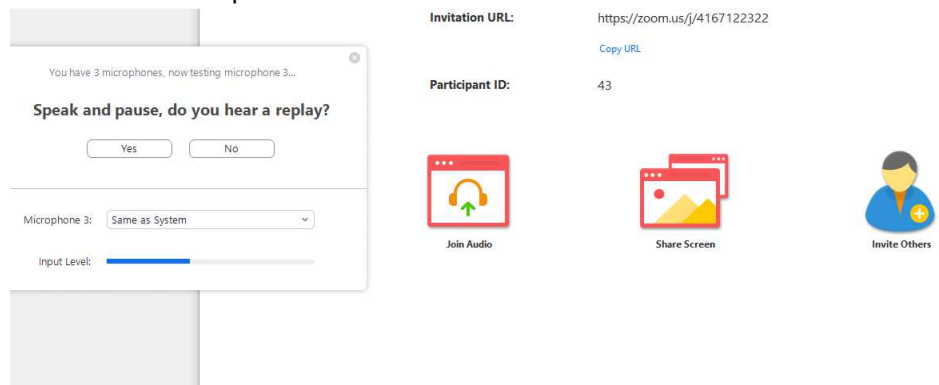 You have 3 microphones, now testing microphone 3...
Speak and pause, do you hear a replay?
Yes
No
Microphone 3: Same as System
Input Level:
Invitation URL: https://zoom.us/j/4167122322
Copy URL
Participant ID: 43
Join Audio
Share Screen
Invite Others